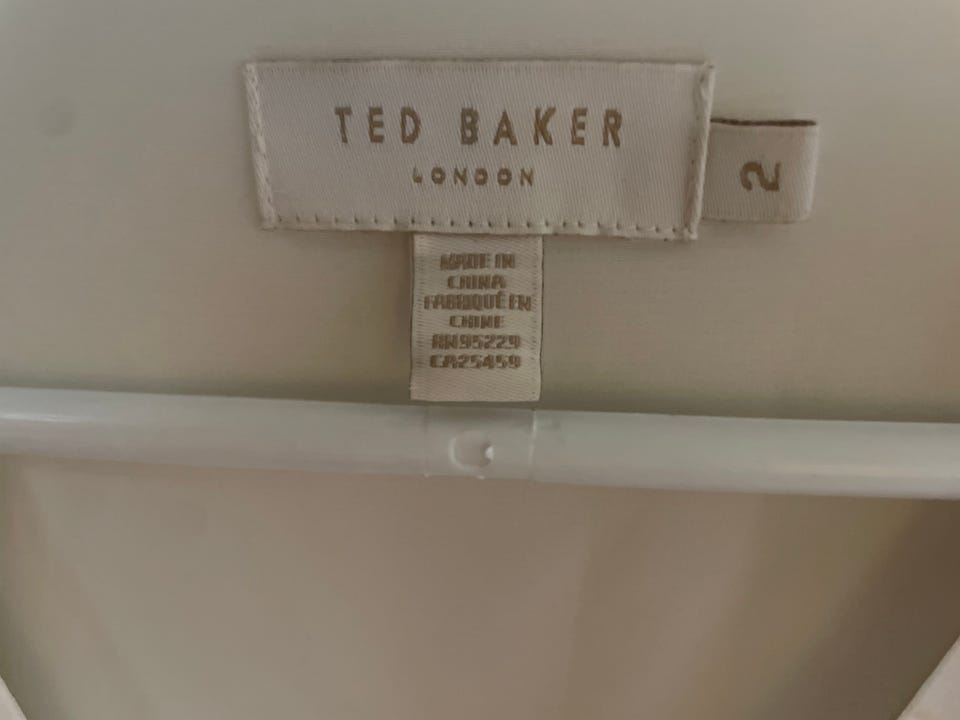 TED BAKER
LONDON
2
MADE IN
CHINA
FABRIQUÉ EN
CHINE
RN95229
CA25459